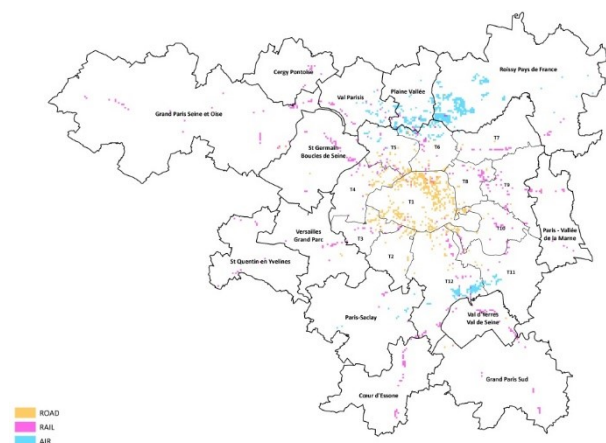 Roissy Pays de France
Cergy Pontoise
Plaine Vallée
Val Parisis
Grand Paris Seine et Oise
T5
T6
T7
St Germain
Boucles de Seine
T4
T8
T9
T1
Versailles
Grand Parc
T3
T10
Paris - Vallée
de la Marne
T2
St Quentin en Yvelines
T12
T11
Paris-Saclay
Val d'Yerres
Val de Seine
Cœur d'Essone
Grand Paris Sud
ROAD
RAIL
AIR